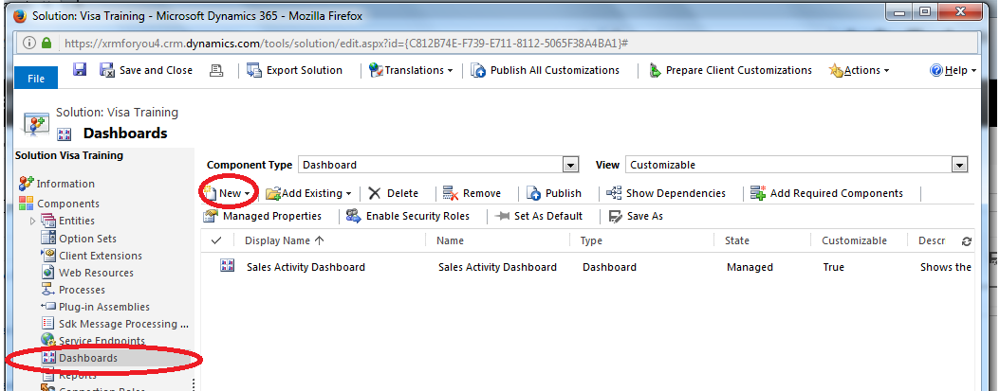 Solution: Visa Training - Microsoft Dynamics 365 - Mozilla Firefox
https://xrmforyou4.crm.dynamics.com/tools/solution/edit.aspx?id={C812B74E-F739-E711-8112-5065F38A4BA1}#
File Save and Close Export Solution Translations Publish All Customizations Prepare Client Customizations Actions Help
Solution: Visa Training
Dashboards
Solution Visa Training
Information
Components
Entities
Option Sets
Client Extensions
Web Resources
Processes
Plug-in Assemblies
Sdk Message Processing ...
Service Endpoints
Dashboards
Reports
Connection Roles
Component Type Dashboard View Customizable
New Add Existing Delete Remove Publish Show Dependencies Add Required Components
Managed Properties Enable Security Roles Set As Default Save As
Display Name Name Type State Customizable Descr
Sales Activity Dashboard Sales Activity Dashboard Dashboard Managed True Shows the